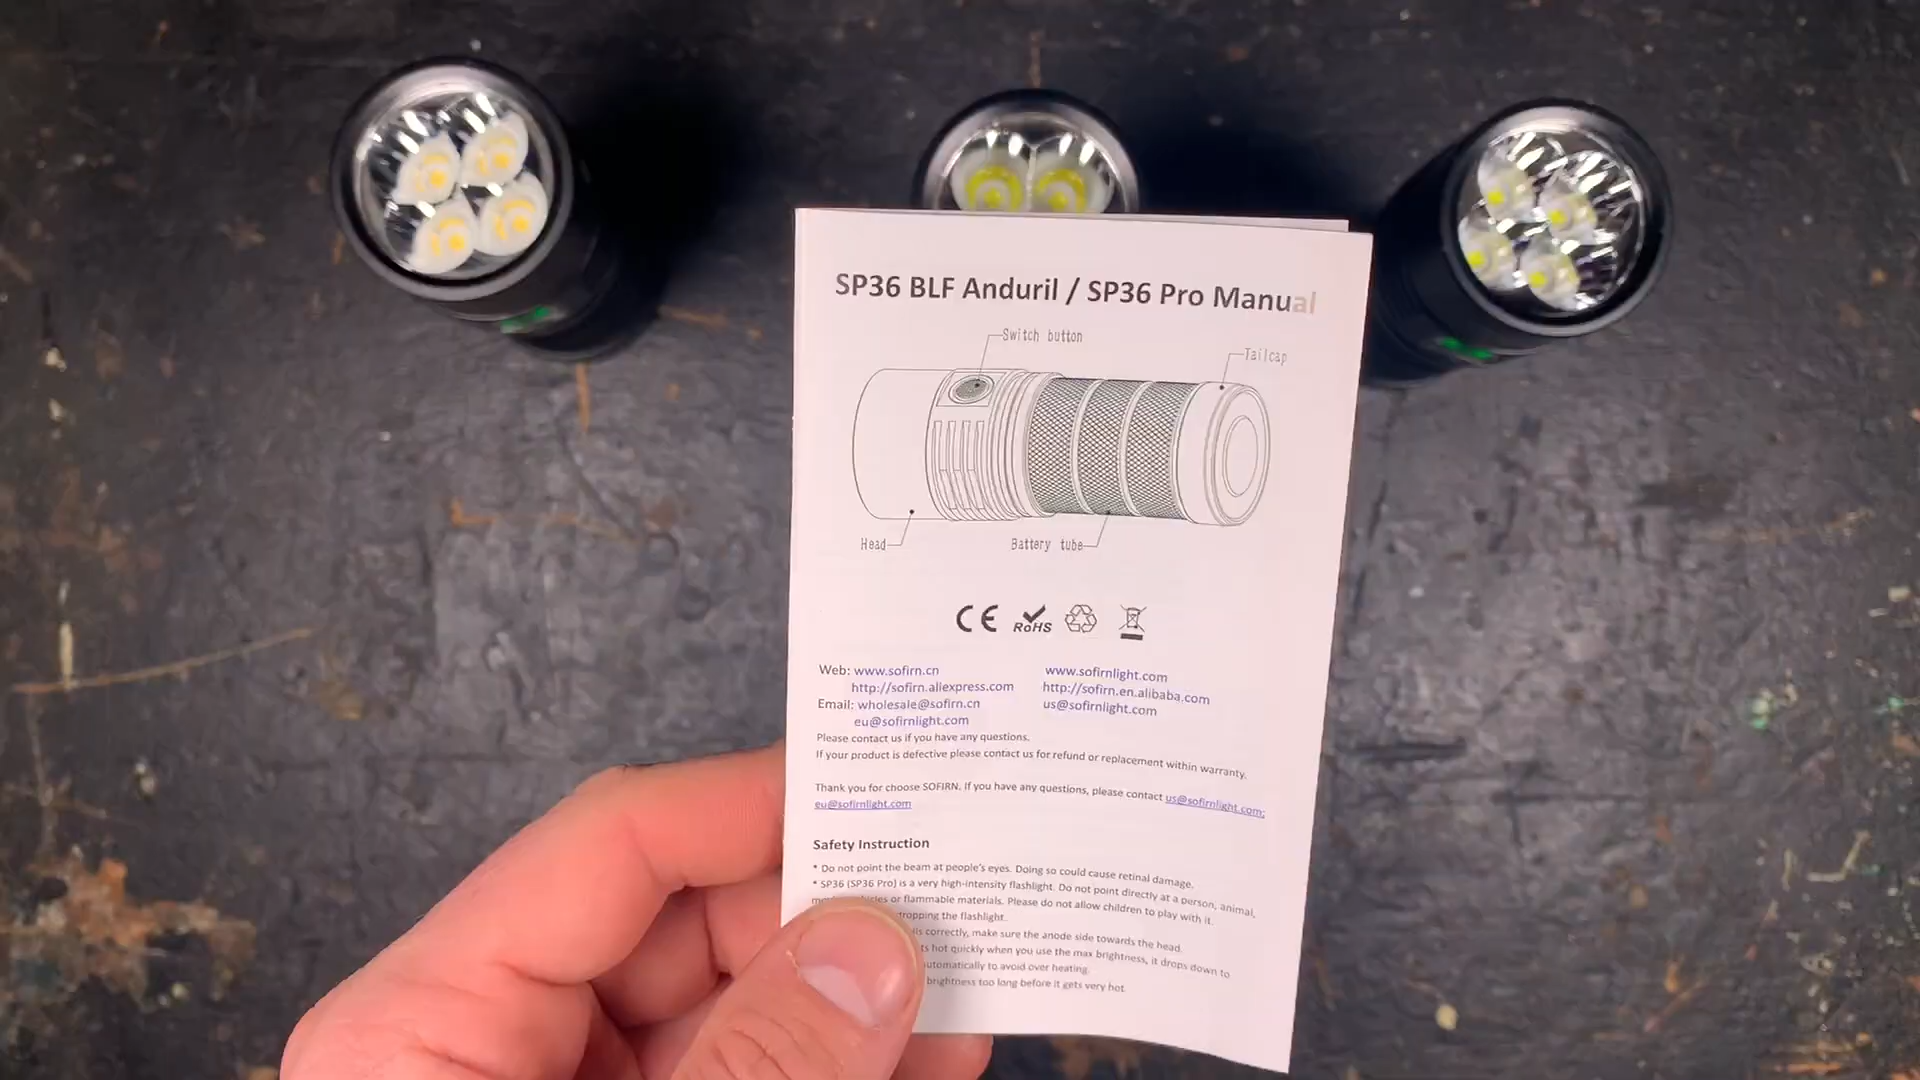 SP36 BLF Anduril / SP36 Pro Manual
Switch button
Tailcap
Head
Battery tube
CE RoHS
Web: www.sofirn.cn www.sofirnlight.com
http://sofirn.aliexpress.com http://sofirn.en.alibaba.com
Email: wholesale@sofirn.cn us@sofirnlight.com
eu@sofirnlight.com
Please contact us if you have any questions.
If your product is defective please contact us for refund or replacement within warranty.
Thank you for choose SOFIRN. If you have any questions, please contact us@sofirnlight.com;
eu@sofirnlight.com
Safety Instruction
* Do not point the beam at people's eyes. Doing so could cause retinal damage.
* SP36 (SP36 Pro) is a very high-intensity flashlight. Do not point directly at a person, animal,
or flammable materials. Please do not allow children to play with it.
dropping the flashlight.
correctly, make sure the anode side towards the head.
hot quickly when you use the max brightness, it drops down to
automatically to avoid over heating.
brightness too long before it gets very hot